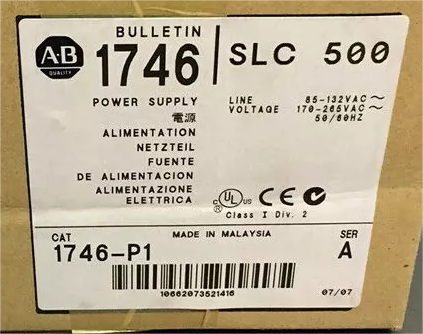 BULLETIN
A-B
QUALITY
1746
SLC 500
POWER SUPPLY
電源
ALIMENTATION
NETZTEIL
FUENTE
DE ALIMENTACION
ALIMENTAZIONE
ELETTRICA
LINE VOLTAGE
85-132VAC ~
170-265VAC ~
50/60HZ
C UL US CE
Class I Div. 2
CAT
MADE IN MALAYSIA
SER
1746-P1
A
10662073521416
07/07